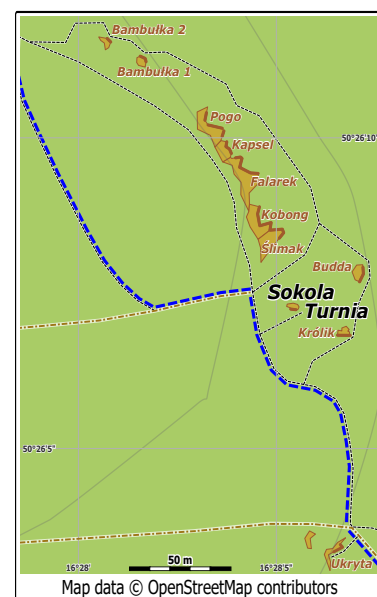 Bambułka 2
Bambułka 1
Pogo
50°26'10"
Kapsel
Falarek
Kobong
Ślimak
Budda
Sokola
Turnia
Królik
50°26'5"
16°28'
50 m
16°28'5"
Ukryta
Map data © OpenStreetMap contributors